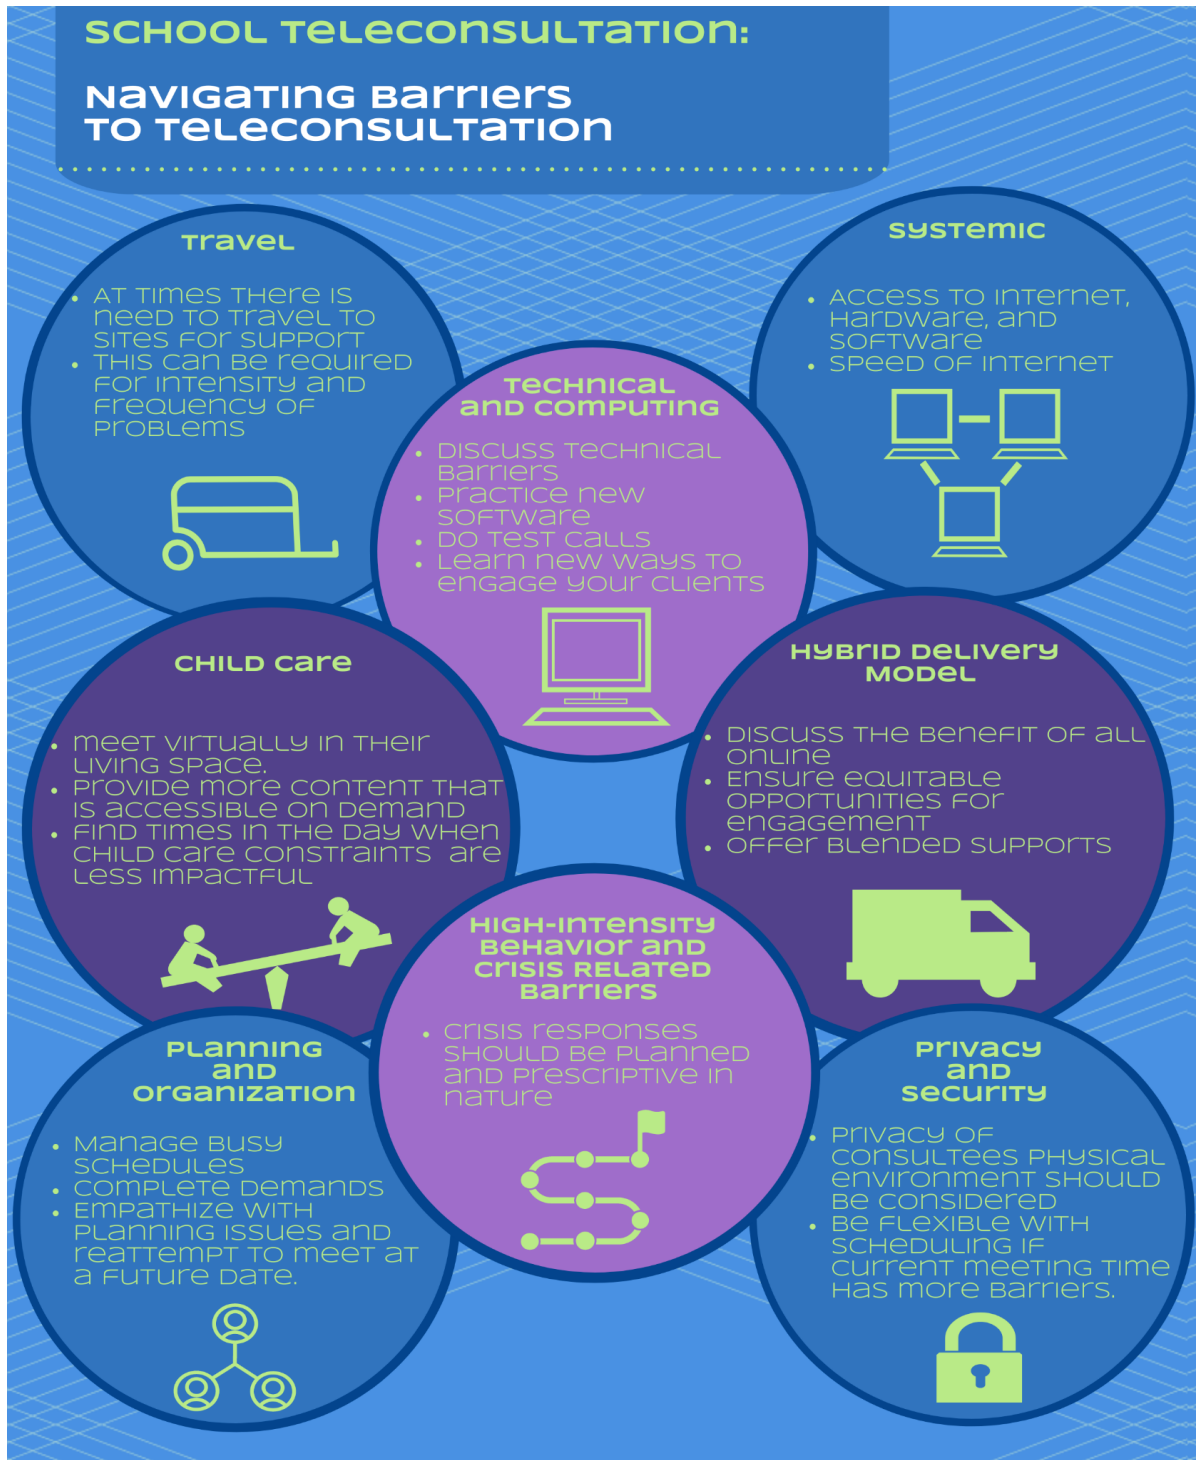 SCHOOL TELECONSULTATION:
NAVIGATING BARRIERS
TO TELECONSULTATION
TRAVEL
AT TIMES THERE IS
NEED TO TRAVEL TO
SITES FOR SUPPORT
THIS CAN BE REQUIRED
FOR INTENSITY AND
FREQUENCY OF
PROBLEMS
SYSTEMIC
ACCESS TO INTERNET,
HARDWARE, AND
SOFTWARE
SPEED OF INTERNET
TECHNICAL
AND COMPUTING
DISCUSS TECHNICAL
BARRIERS
PRACTICE NEW
SOFTWARE
DO TEST CALLS
LEARN NEW WAYS TO
ENGAGE YOUR CLIENTS
CHILD CARE
MEET VIRTUALLY IN THEIR
LIVING SPACE.
PROVIDE MORE CONTENT THAT
IS ACCESSIBLE ON DEMAND
FIND TIMES IN THE DAY WHEN
CHILD CARE CONSTRAINTS ARE
LESS IMPACTFUL
HYBRID DELIVERY
MODEL
DISCUSS THE BENEFIT OF ALL
ONLINE
ENSURE EQUITABLE
OPPORTUNITIES FOR
ENGAGEMENT
OFFER BLENDED SUPPORTS
HIGH-INTENSITY
BEHAVIOR AND
CRISIS RELATED
BARRIERS
CRISIS RESPONSES
SHOULD BE PLANNED
AND PRESCRIPTIVE IN
NATURE
PLANNING
AND
ORGANIZATION
MANAGE BUSY
SCHEDULES
COMPLETE DEMANDS
EMPATHIZE WITH
PLANNING ISSUES AND
REATTEMPT TO MEET AT
A FUTURE DATE.
PRIVACY
AND
SECURITY
PRIVACY OF
CONSULTEES PHYSICAL
ENVIRONMENT SHOULD
BE CONSIDERED
BE FLEXIBLE WITH
SCHEDULING IF
CURRENT MEETING TIME
HAS MORE BARRIERS.